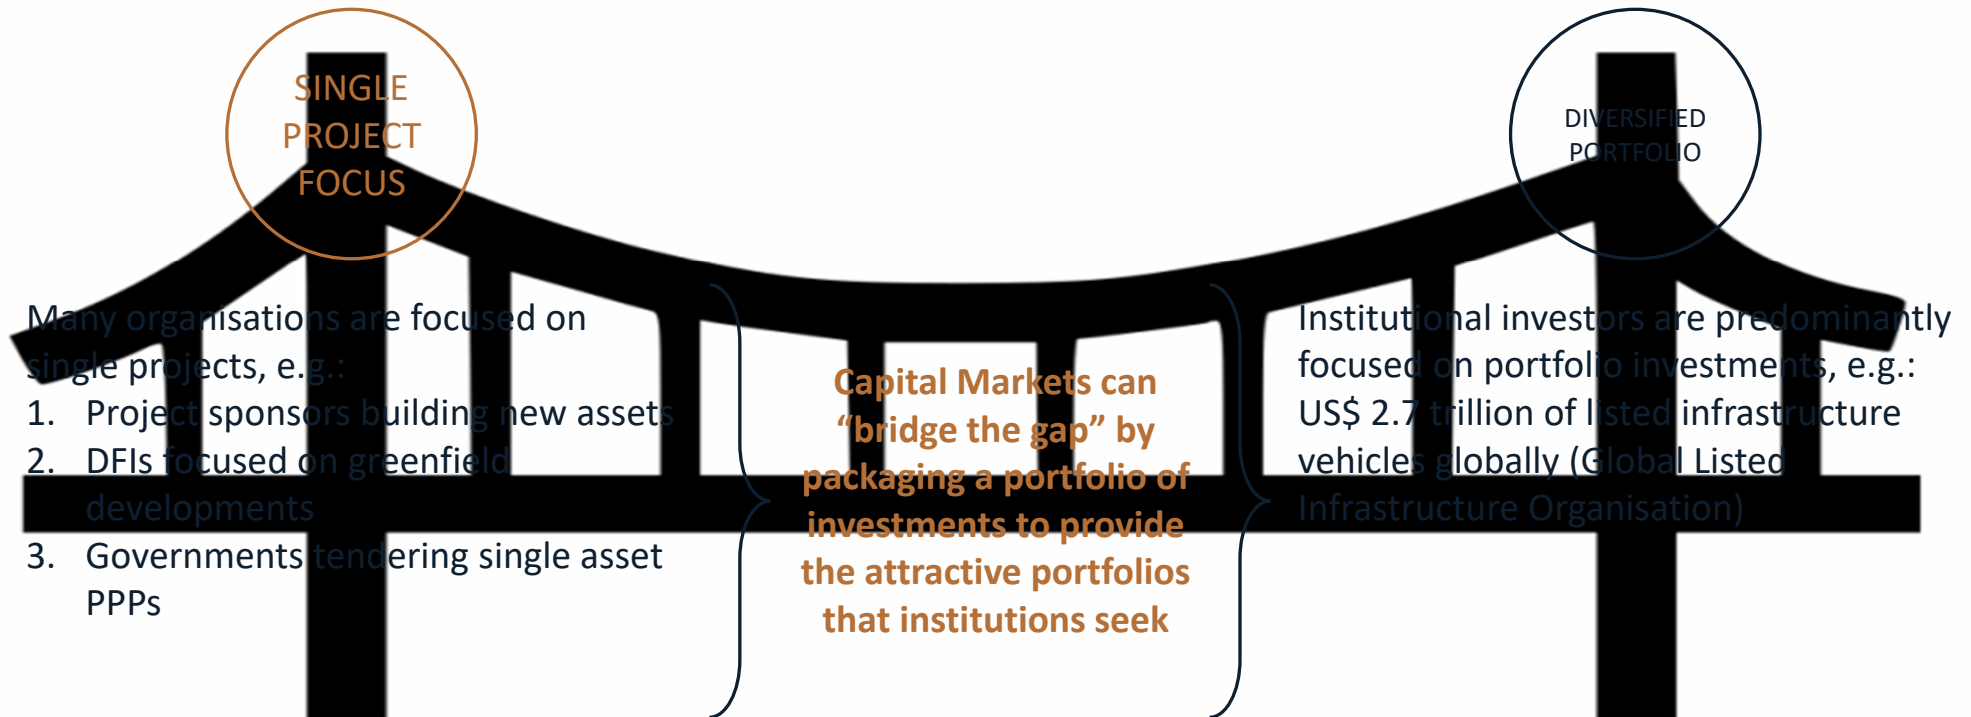 SINGLE
PROJECT
FOCUS
Many organisations are focused on
single projects, e.g.:
1. Project sponsors building new assets
2. DFIs focused on greenfield
developments
3. Governments tendering single asset
PPPs
Capital Markets can
“bridge the gap” by
packaging a portfolio of
investments to provide
the attractive portfolios
that institutions seek
DIVERSIFIED
PORTFOLIO
Institutional investors are predominantly
focused on portfolio investments, e.g.:
US$ 2.7 trillion of listed infrastructure
vehicles globally (Global Listed
Infrastructure Organisation)